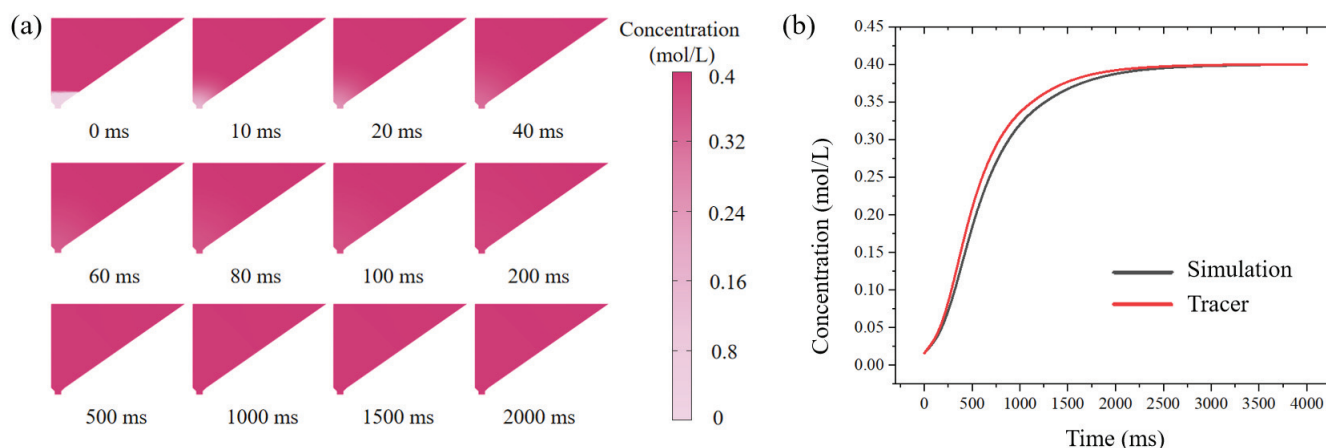 (a)
Concentration
(mol/L)
0 ms
10 ms
20 ms
40 ms
60 ms
80 ms
100 ms
200 ms
500 ms
1000 ms
1500 ms
2000 ms
0.4
0.32
0.24
0.16
0.8
0
(b)
Concentration (mol/L)
0.45
0.40
0.35
0.30
0.25
0.20
0.15
0.10
0.05
0.00
Simulation
Tracer
0 500 1000 1500 2000 2500 3000 3500 4000
Time (ms)